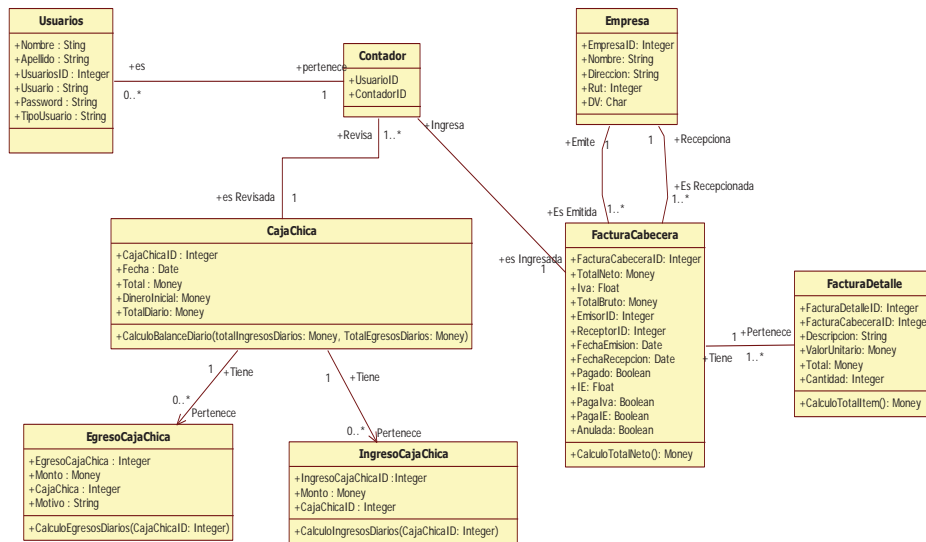 Usuarios
+Nombre : Sting
+Apellido : String
+UsuariosID : Integer
+Usuario : String
+Password : String
+TipoUsuario : String
+es
0..*
+pertenece
1
Contador
+UsuarioID
+ContadorID
Empresa
+EmpresaID: Integer
+Nombre: String
+Direccion: String
+Rut: Integer
+DV: Char
+Revisa
1..*
+Ingresa
+Emite
1
1
+Recepciona
+es Revisada
1
+Es Emitida
1..*
+Es Recepcionada
1..*
+es Ingresada
1
CajaChica
+CajaChicaID : Integer
+Fecha : Date
+Total : Money
+DineroInicial: Money
+TotalDiario: Money
+CalculoBalanceDiario(totalIngresosDiarios: Money, TotalEgresosDiarios: Money)
FacturaCabecera
+FacturaCabeceraID: Integer
+TotalNeto: Money
+Iva: Float
+TotalBruto: Money
+EmisorID: Integer
+ReceptorID: Integer
+FechaEmision: Date
+FechaRecepcion: Date
+Pagado: Boolean
+IE: Float
+PagaIva: Boolean
+PagaIE: Boolean
+Anulada: Boolean
+CalculoTotalNeto(): Money
1
+Tiene
+Pertenece
1..*
FacturaDetalle
+FacturaDetalleID: Integer
+FacturaCabeceraID: Integer
+Descripcion: String
+ValorUnitario: Money
+Total: Money
+Cantidad: Integer
+CalculoTotalItem(): Money
1
+Tiene
0..*
Pertenece
1
+Tiene
0..*
Pertenece
EgresoCajaChica
+EgresoCajaChica : Integer
+Monto : Money
+CajaChica : Integer
+Motivo : String
+CalculoEgresosDiarios(CajaChicaID: Integer)
IngresoCajaChica
+IngresoCajaChicaID :Integer
+Monto : Money
+CajaChicaID : Integer
+CalculoIngresosDiarios(CajaChicaID: Integer)